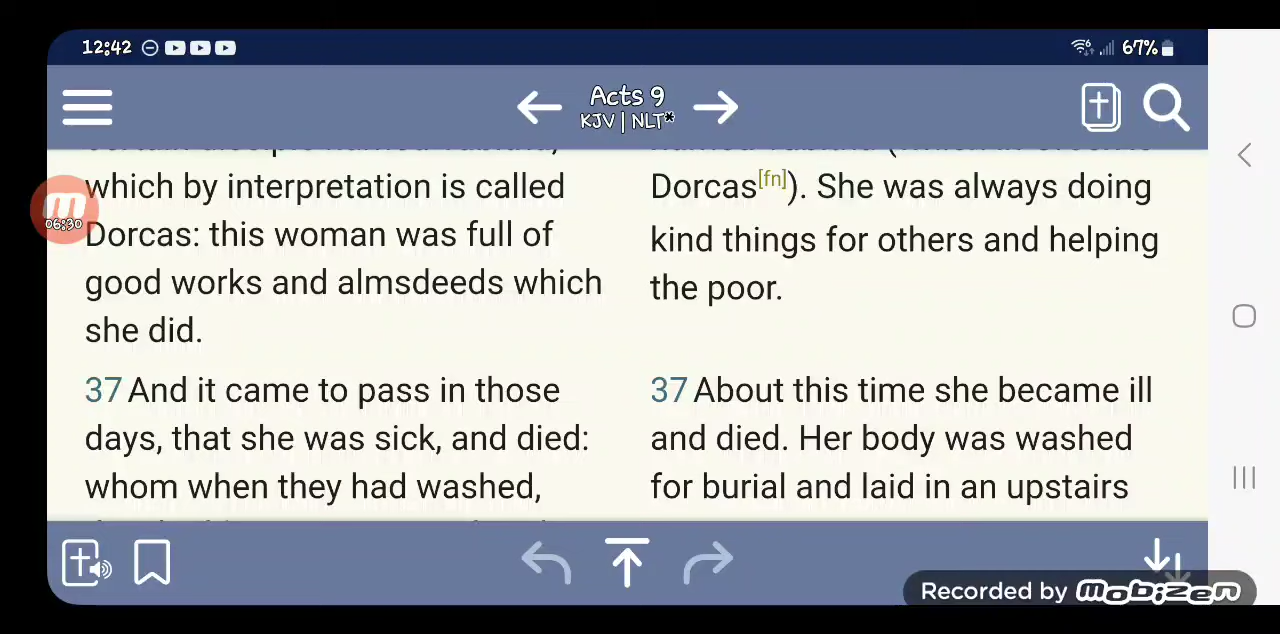 12:42
67%
Acts 9
KJV | NLT*
06:30
which by interpretation is called
Dorcas: this woman was full of
good works and almsdeeds which
she did.
37 And it came to pass in those
days, that she was sick, and died:
whom when they had washed,
Dorcas[fn]). She was always doing
kind things for others and helping
the poor.
37 About this time she became ill
and died. Her body was washed
for burial and laid in an upstairs
Recorded by mobizen